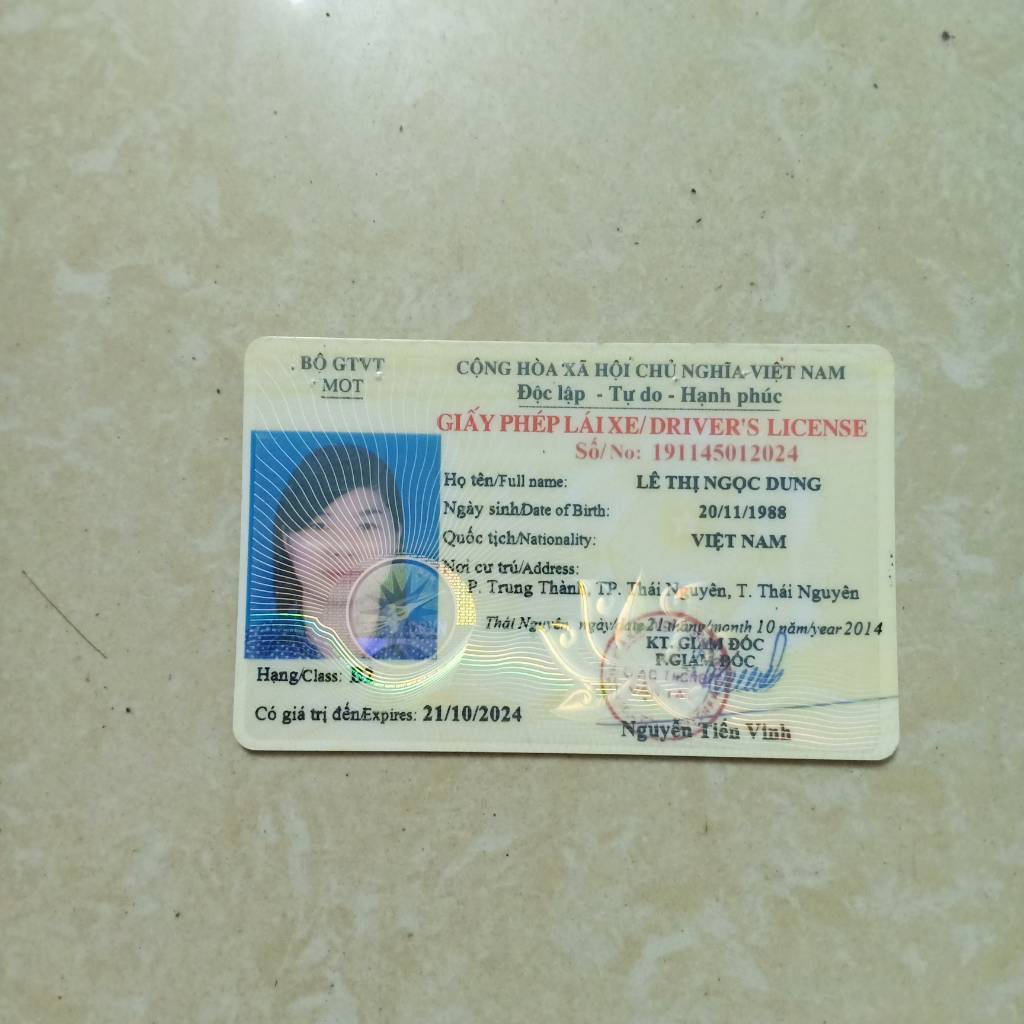 BỘ GTVT
MOT
CỘNG HÒA XÃ HỘI CHỦ NGHĨA VIỆT NAM
Độc lập - Tự do - Hạnh phúc
GIẤY PHÉP LÁI XE/ DRIVER'S LICENSE
Số/ No: 191145012024
Họ tên/Full name: LÊ THỊ NGỌC DUNG
Ngày sinh/Date of Birth: 20/11/1988
Quốc tịch/Nationality: VIỆT NAM
Nơi cư trú/Address:
P. Trung Thành, TP. Thái Nguyên, T. Thái Nguyên
Thái Nguyên, ngày/date 21 tháng/month 10 năm/year 2014
KT. GIÁM ĐỐC
P.GIÁM ĐỐC
Hạng/Class: B2
Có giá trị đến/Expires: 21/10/2024
Nguyễn Tiến Vinh